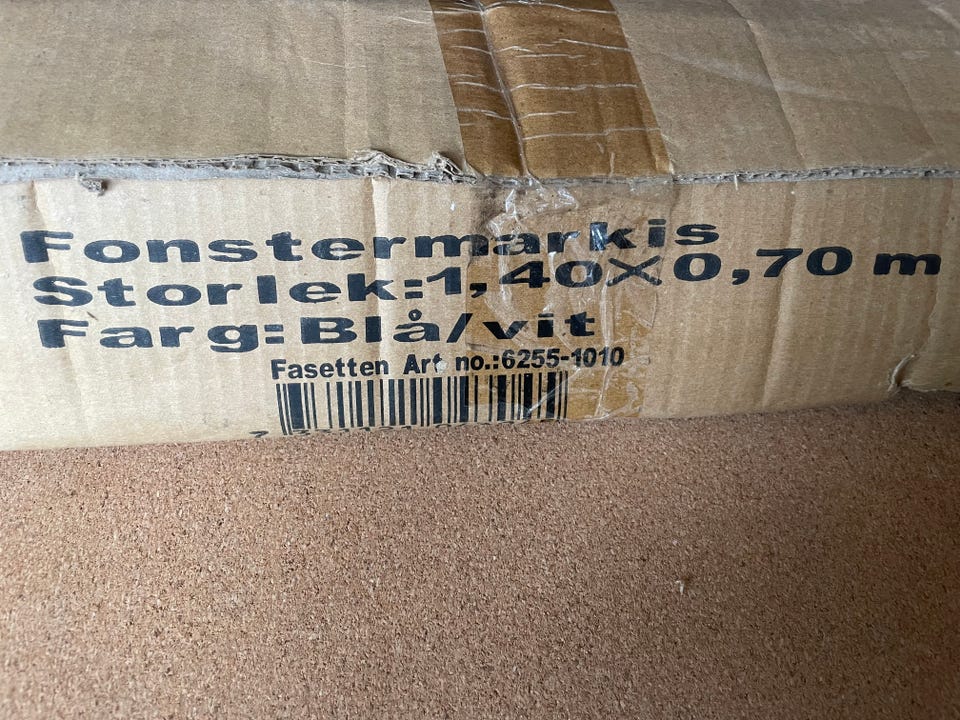 Fonstermarkis
Storlek:1,40X0,70 m
Farg:Blå/vit
Fasetten Art no.:6255-1010